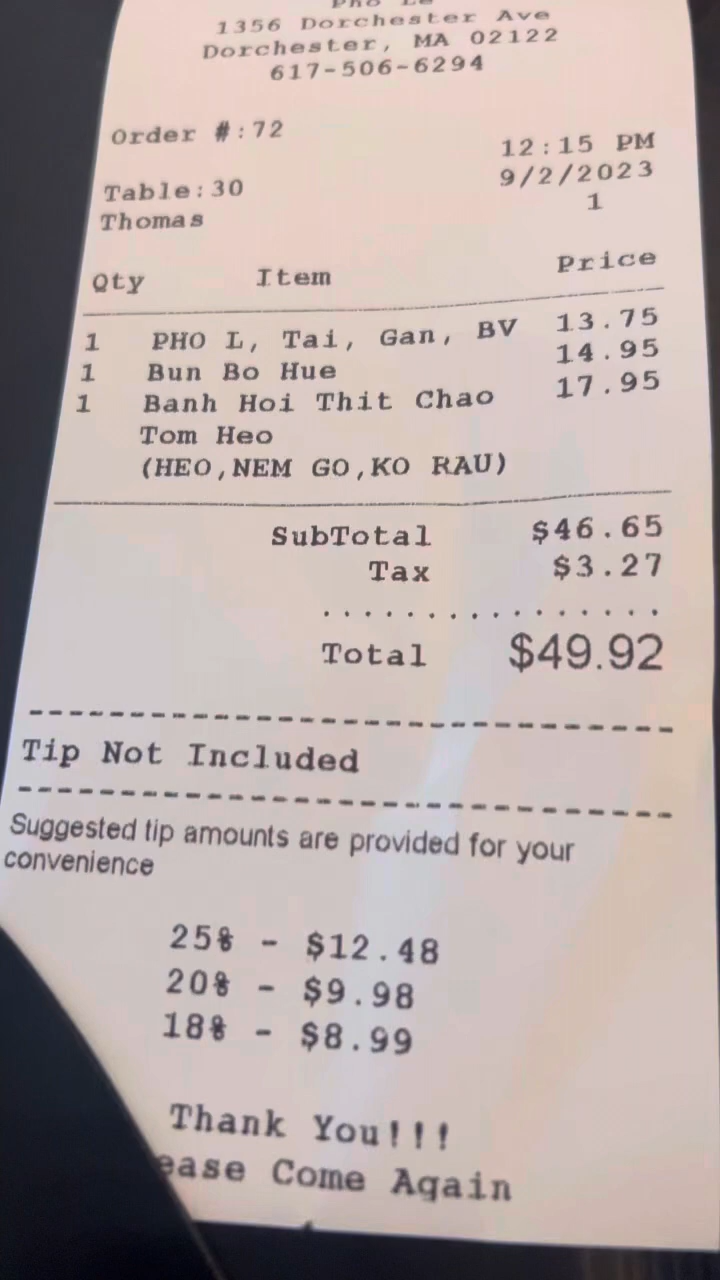 Pho Le
1356 Dorchester Ave
Dorchester, MA 02122
617-506-6294
Order #:72
12:15 PM
Table:30
9/2/2023
Thomas
1
Qty Item Price
1 PHO L, Tai, Gan, BV 13.75
1 Bun Bo Hue 14.95
1 Banh Hoi Thit Chao 17.95
Tom Heo
(HEO,NEM GO,KO RAU)
SubTotal $46.65
Tax $3.27
................
Total $49.92
Tip Not Included
Suggested tip amounts are provided for your
convenience
25% - $12.48
20% - $9.98
18% - $8.99
Thank You!!!
ease Come Again